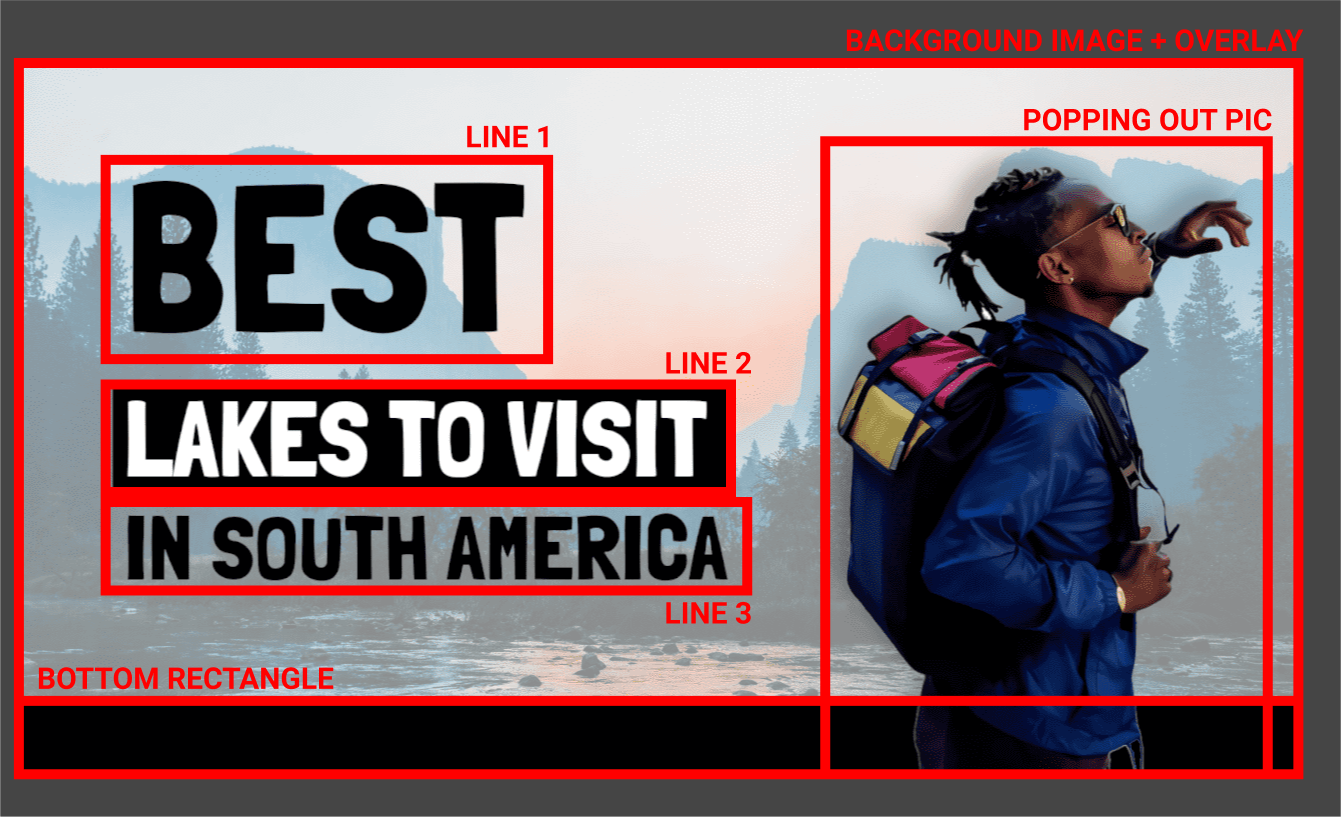 BACKGROUND IMAGE + OVERLAY
POPPING OUT PIC
LINE 1
BEST
LINE 2
LAKES TO VISIT
IN SOUTH AMERICA
LINE 3
BOTTOM RECTANGLE